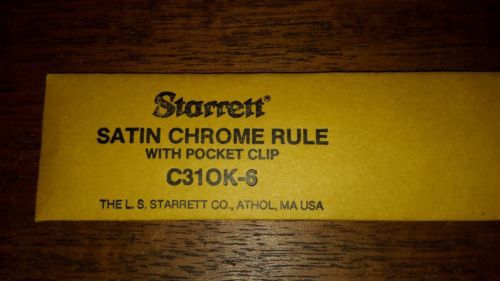 Starrett
SATIN CHROME RULE
WITH POCKET CLIP
C310K-6
THE L. S. STARRETT CO., ATHOL, MA USA